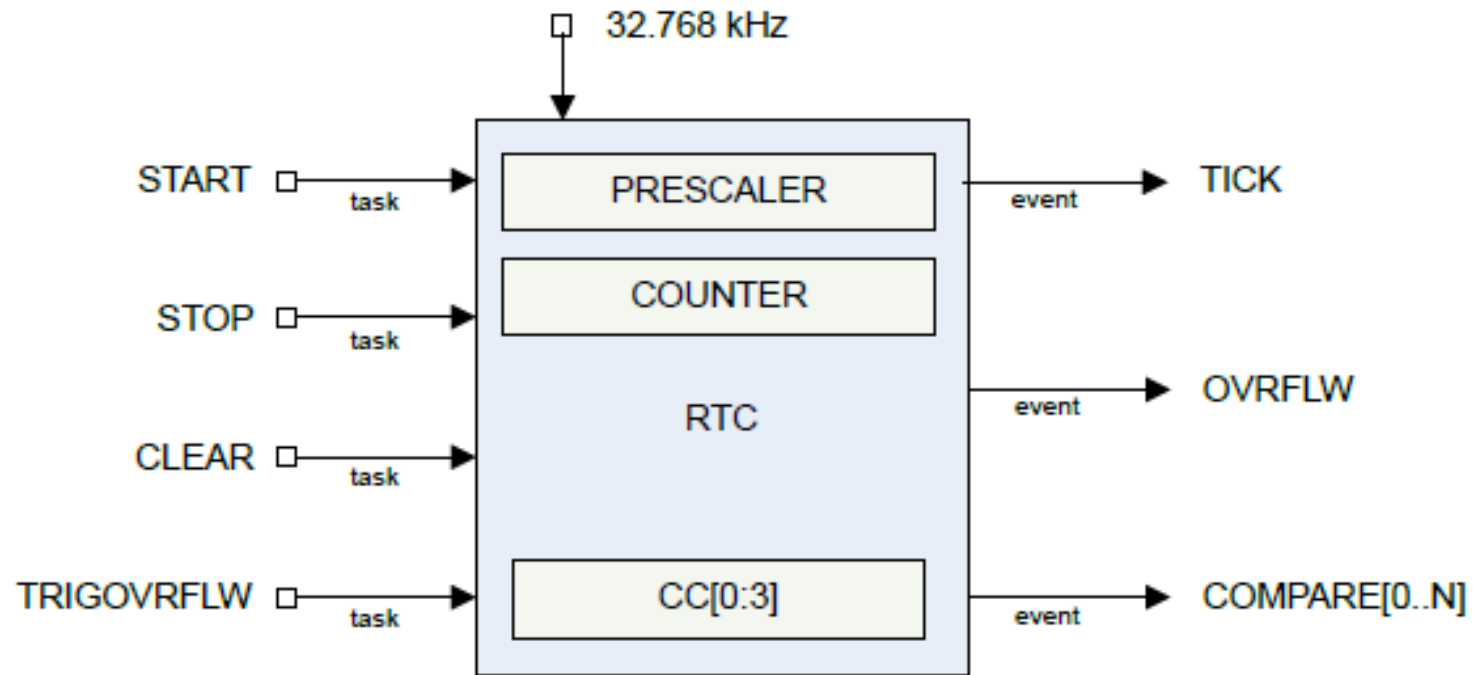 32.768 kHz
START
task
PRESCALER
event
TICK
STOP
task
COUNTER
RTC
event
OVRFLW
CLEAR
task
TRIGOVRFLW
task
CC[0:3]
event
COMPARE[0..N]